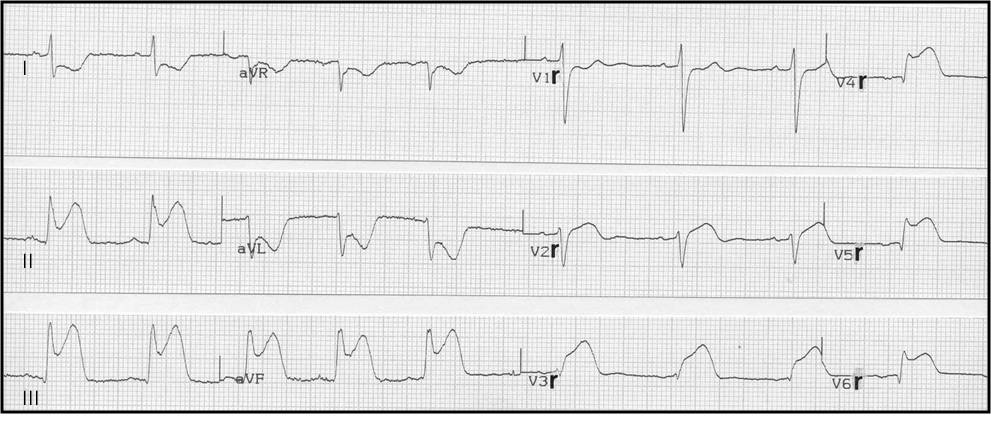 I aVR V1r V4r
II aVL V2r V5r
III aVF V3r V6r